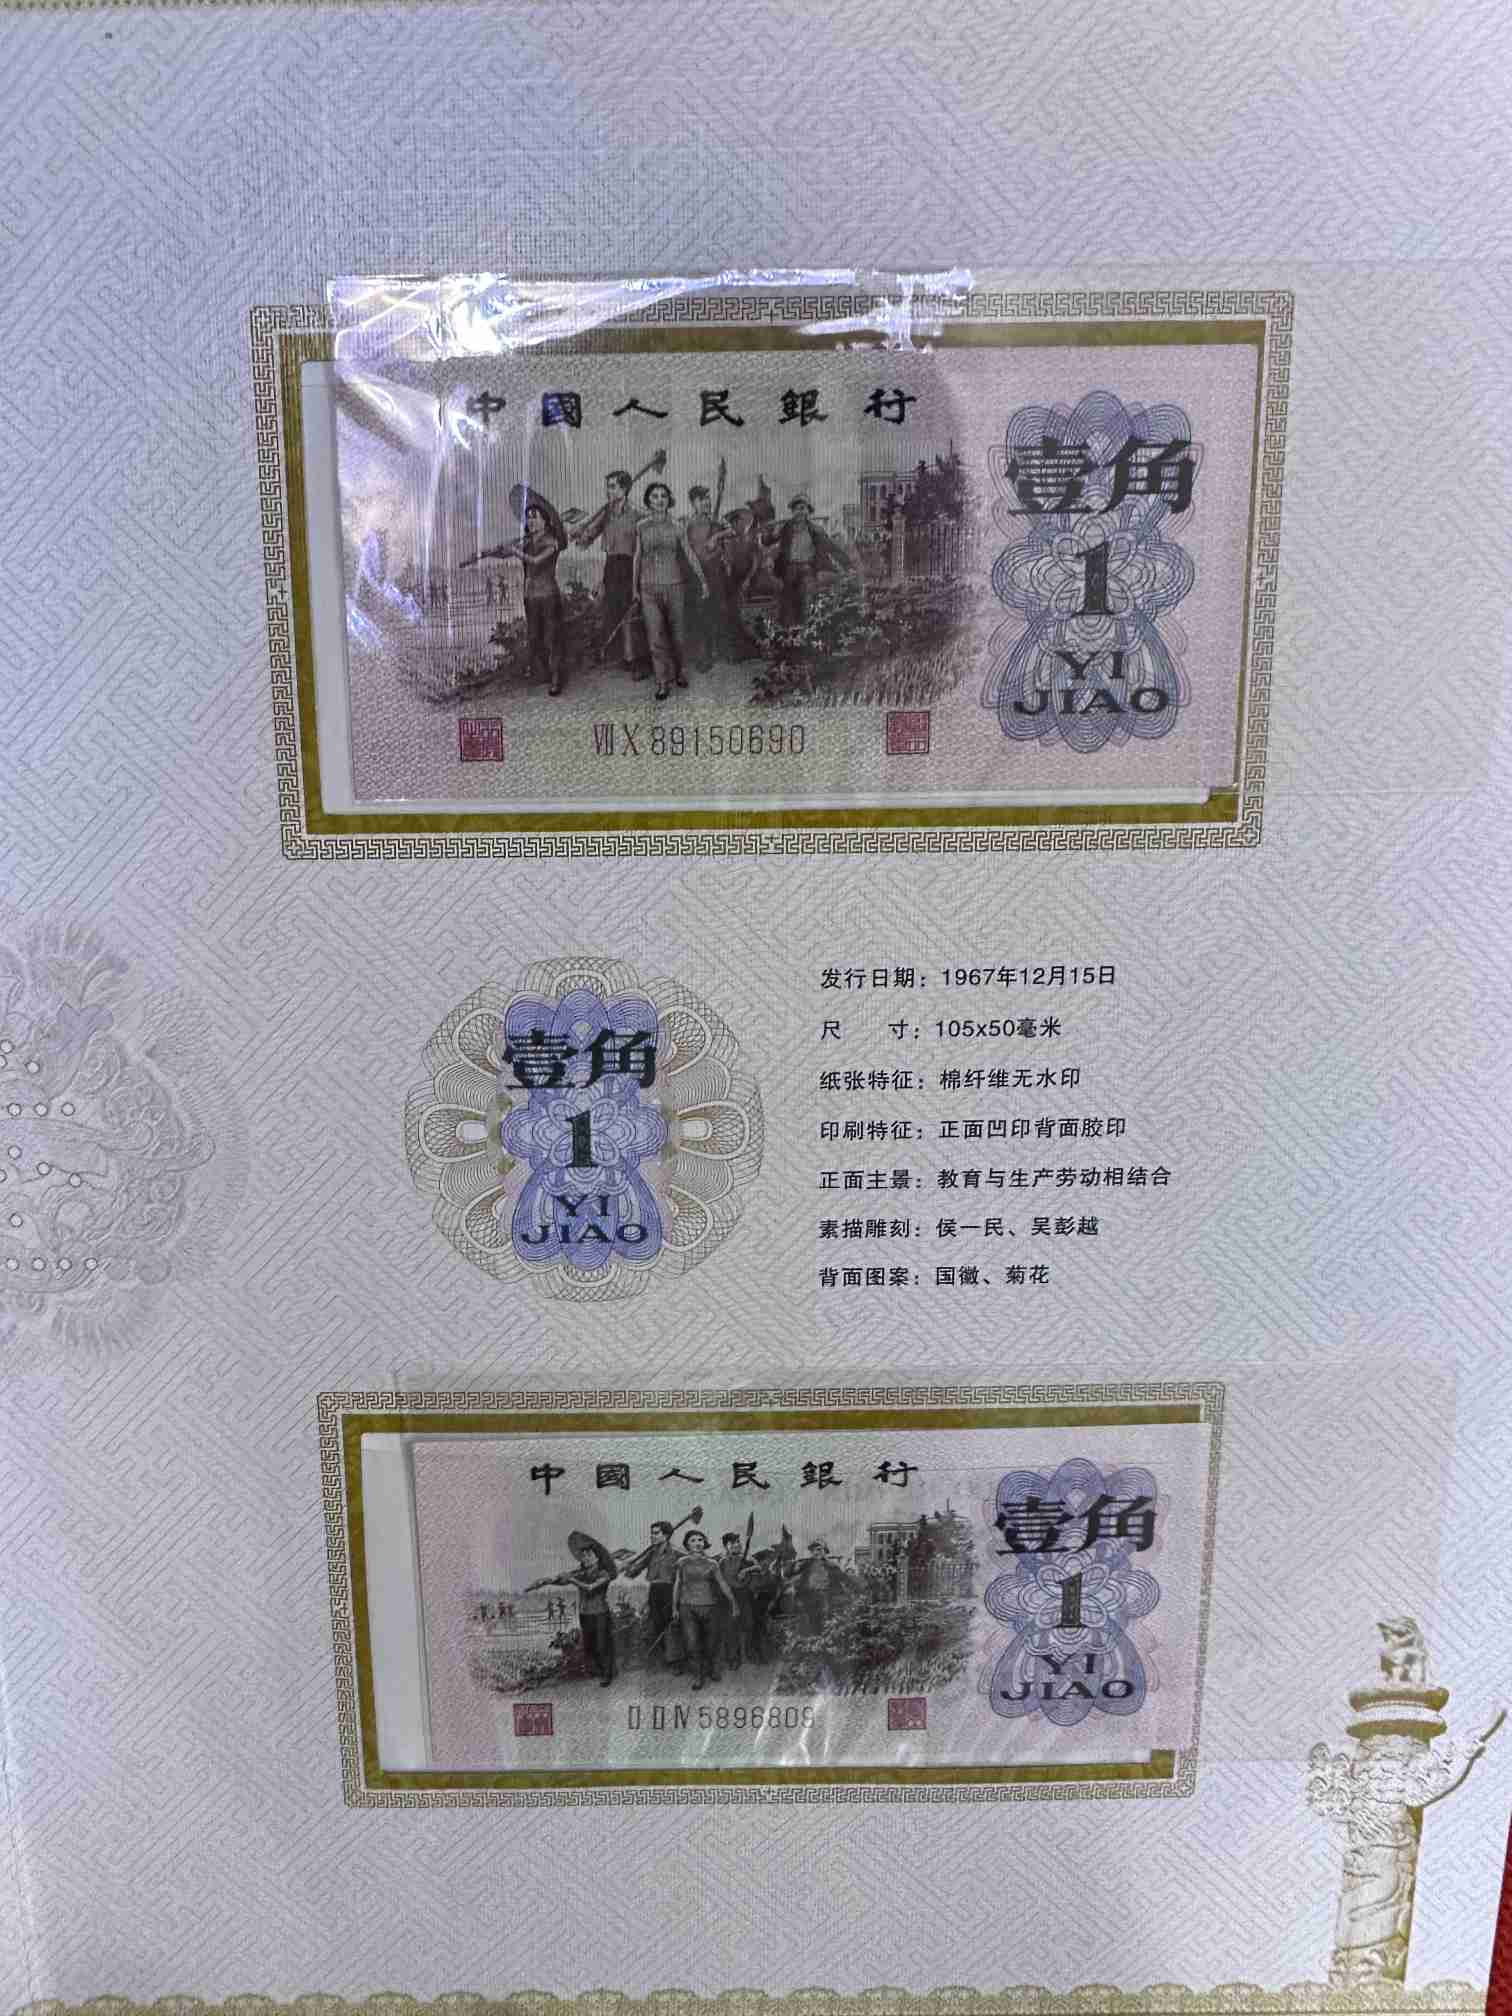 中國人民銀行
壹角
1
YI
JIAO
ⅧⅩ89150690
壹角
1
YI
JIAO
发行日期：1967年12月15日
尺 寸：105x50毫米
纸张特征：棉纤维无水印
印刷特征：正面凹印背面胶印
正面主景：教育与生产劳动相结合
素描雕刻：侯一民、吴彭越
背面图案：国徽、菊花
中國人民銀行
壹角
1
YI
JIAO
ⅡⅡⅣ5896809